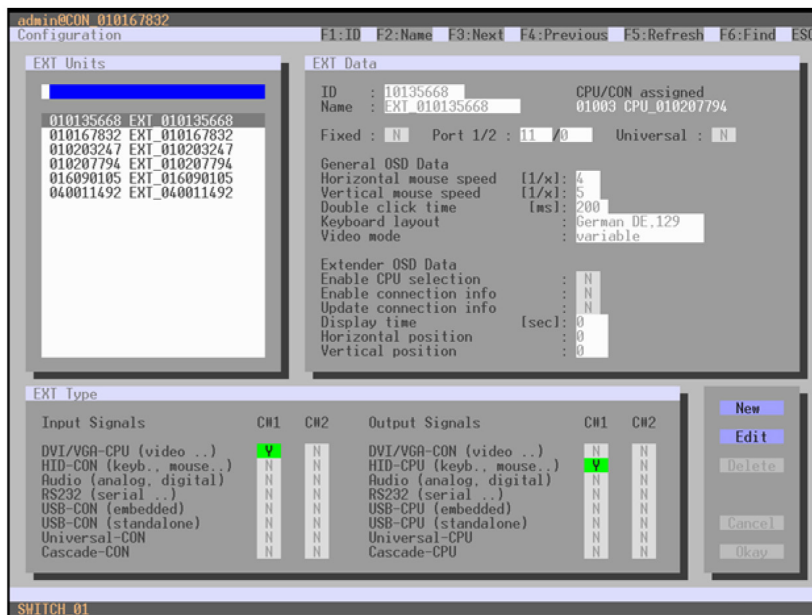 admin@CON_010167832
Configuration F1:ID F2:Name F3:Next F4:Previous F5:Refresh F6:Find ESC
EXT Units
010135668 EXT_010135668
010167832 EXT_010167832
010203247 EXT_010203247
010207794 EXT_010207794
016090105 EXT_016090105
040011492 EXT_040011492
EXT Data
ID : 10135668 CPU/CON assigned
Name : EXT_010135668 01003 CPU_010207794
Fixed : N Port 1/2 : 11 /0 Universal : N
General OSD Data
Horizontal mouse speed [1/x]: 4
Vertical mouse speed [1/x]: 5
Double click time [ms]: 200
Keyboard layout : German DE,129
Video mode : variable
Extender OSD Data
Enable CPU selection : N
Enable connection info : N
Update connection info : N
Display time [sec]: 0
Horizontal position : 0
Vertical position : 0
EXT Type
Input Signals C#1 C#2 Output Signals C#1 C#2
DVI/VGA-CPU (video ..) Y N DVI/VGA-CON (video ..) N N
HID-CON (keyb., mouse..) N N HID-CPU (keyb., mouse..) Y N
Audio (analog, digital) N N Audio (analog, digital) N N
RS232 (serial ..) N N RS232 (serial ..) N N
USB-CON (embedded) N N USB-CPU (embedded) N N
USB-CON (standalone) N N USB-CPU (standalone) N N
Universal-CON N N Universal-CPU N N
Cascade-CON N N Cascade-CPU N N
New
Edit
Delete
Cancel
Okay
SWITCH_01